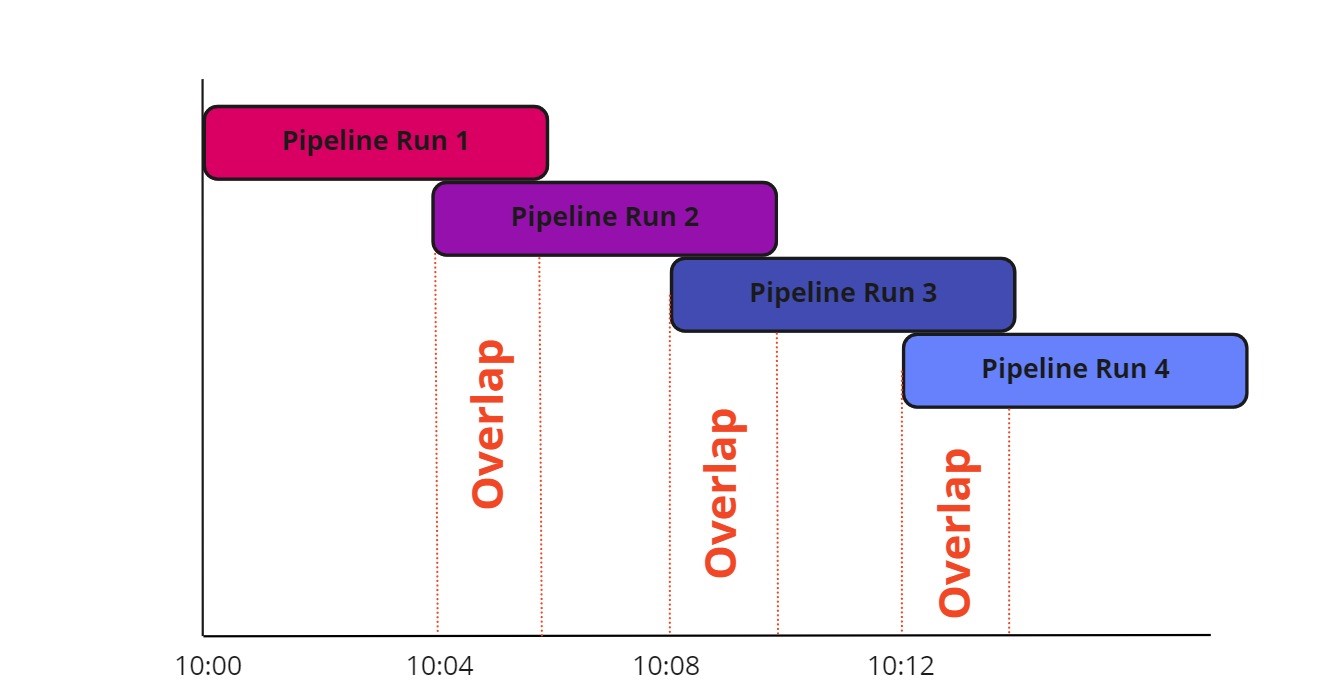 Pipeline Run 1
Pipeline Run 2
Pipeline Run 3
Pipeline Run 4
Overlap
Overlap
Overlap
10:00
10:04
10:08
10:12